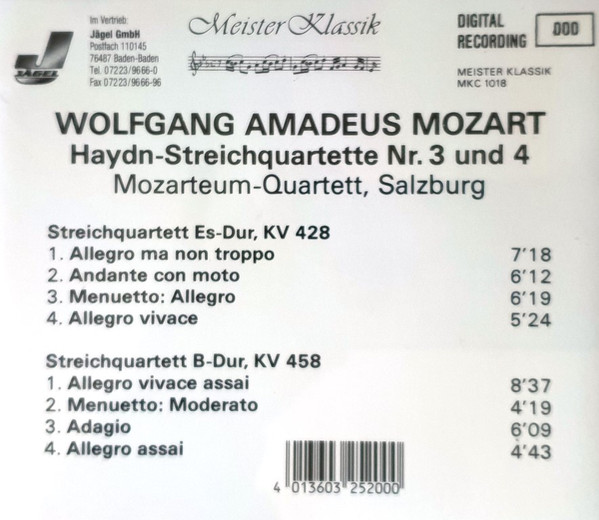 Im Vertrieb:
Jägel GmbH
Postfach 110145
76487 Baden-Baden
Tel. 07223/9666-0
Fax 07223/9666-96
JÄGEL
Meister Klassik
DIGITAL
RECORDING
000
MEISTER KLASSIK
MKC 1018
WOLFGANG AMADEUS MOZART
Haydn-Streichquartette Nr. 3 und 4
Mozarteum-Quartett, Salzburg
Streichquartett Es-Dur, KV 428
1. Allegro ma non troppo 7'18
2. Andante con moto 6'12
3. Menuetto: Allegro 6'19
4. Allegro vivace 5'24
Streichquartett B-Dur, KV 458
1. Allegro vivace assai 8'37
2. Menuetto: Moderato 4'19
3. Adagio 6'09
4. Allegro assai 4'43
4 013603 252000